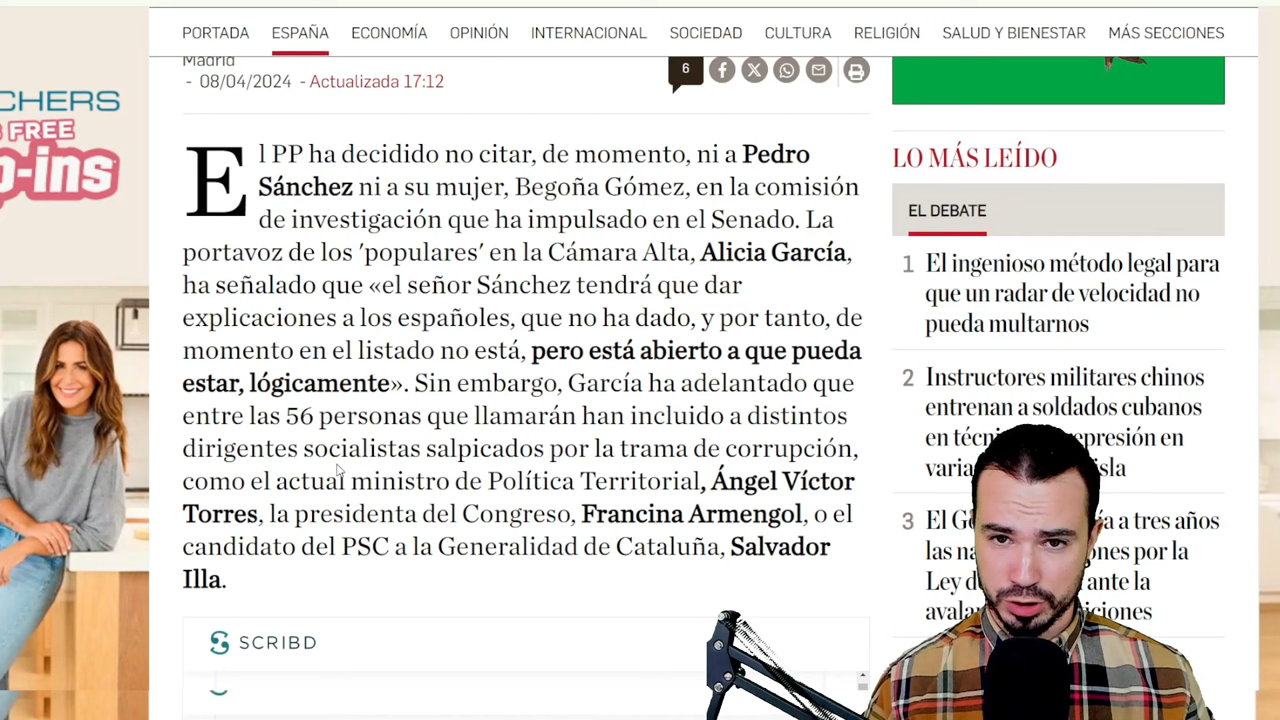 PORTADA ESPAÑA ECONOMÍA OPINIÓN INTERNACIONAL SOCIEDAD CULTURA RELIGIÓN SALUD Y BIENESTAR MÁS SECCIONES
Madrid
- 08/04/2024 - Actualizada 17:12
6
CHERS
FREE
-ins
El PP ha decidido no citar, de momento, ni a Pedro
Sánchez ni a su mujer, Begoña Gómez, en la comisión
de investigación que ha impulsado en el Senado. La
portavoz de los 'populares' en la Cámara Alta, Alicia García,
ha señalado que «el señor Sánchez tendrá que dar
explicaciones a los españoles, que no ha dado, y por tanto, de
momento en el listado no está, pero está abierto a que pueda
estar, lógicamente». Sin embargo, García ha adelantado que
entre las 56 personas que llamarán han incluido a distintos
dirigentes socialistas salpicados por la trama de corrupción,
como el actual ministro de Política Territorial, Ángel Víctor
Torres, la presidenta del Congreso, Francina Armengol, o el
candidato del PSC a la Generalidad de Cataluña, Salvador
Illa.
SCRIBD
LO MÁS LEÍDO
EL DEBATE
1 El ingenioso método legal para
que un radar de velocidad no
pueda multarnos
2 Instructores militares chinos
entrenan a soldados cubanos
en represión en
3 El a tres años
las por la
Ley ante la